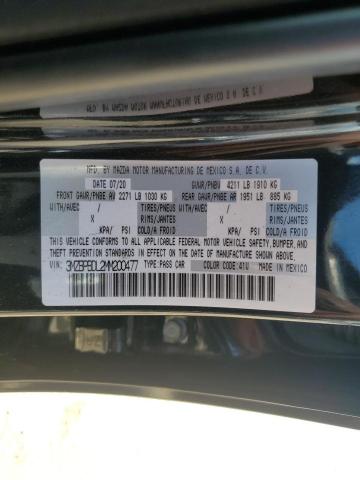 MFD. BY MAZDA MOTOR MANUFACTURING DE MEXICO S.A. DE C.V.
DATE 07/20 GVWR/PNBV 4211 LB 1910 KG
FRONT GAWR/PNBE AV 2271 LB 1030 KG REAR GAWR/PNBE AR 1951 LB 885 KG
WITH/AVEC / TIRES/PNEUS WITH/AVEC / TIRES/PNEUS
X RIMS/JANTES X RIMS/JANTES
KPA/ PSI COLD/A FROID KPA/ PSI COLD/A FROID
THIS VEHICLE CONFORMS TO ALL APPLICABLE FEDERAL MOTOR VEHICLE SAFETY, BUMPER, AND
THEFT PREVENTION STANDARDS IN EFFECT ON THE DATE OF MANUFACTURE SHOWN ABOVE.
VIN: TYPE PASS CAR COLOR CODE 41U MADE IN MEXICO